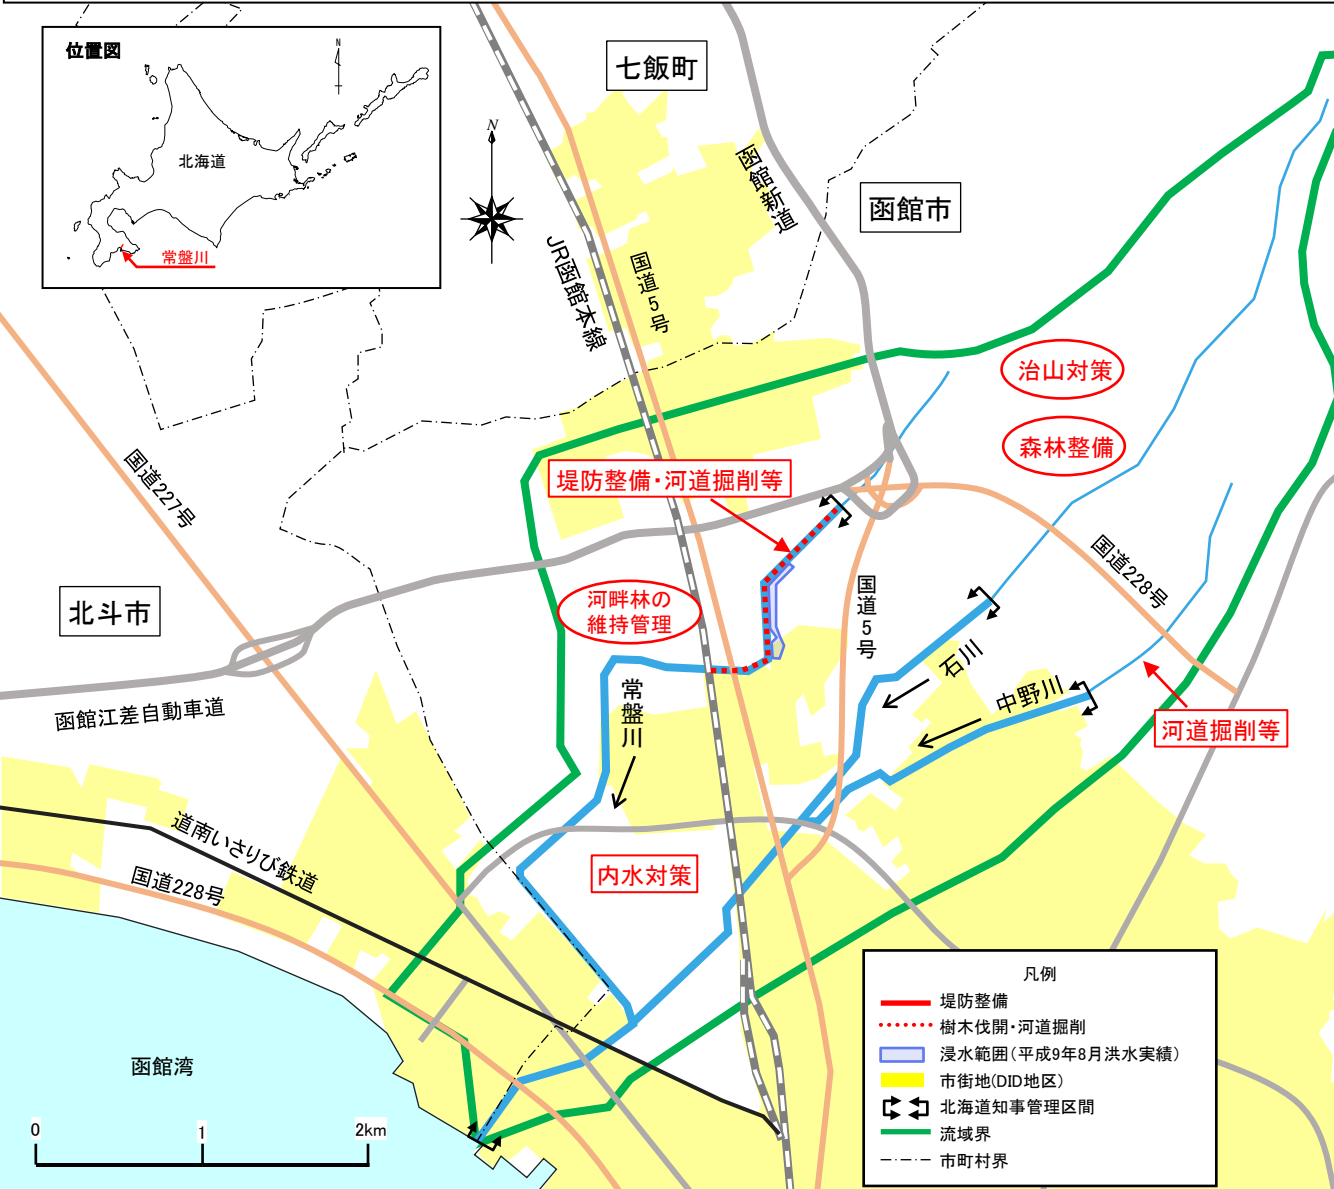 位置図
N
北海道
常盤川
N
七飯町
函館新道
函館市
JR函館本線
国道5号
治山対策
森林整備
国道227号
堤防整備・河道掘削等
国道228号
北斗市
河畔林の
維持管理
国道5号
石川
中野川
常盤川
函館江差自動車道
河道掘削等
道南いさりび鉄道
国道228号
内水対策
函館湾
0 1 2km
凡例
堤防整備
樹木伐開・河道掘削
浸水範囲(平成9年8月洪水実績)
市街地(DID地区)
北海道知事管理区間
流域界
市町村界